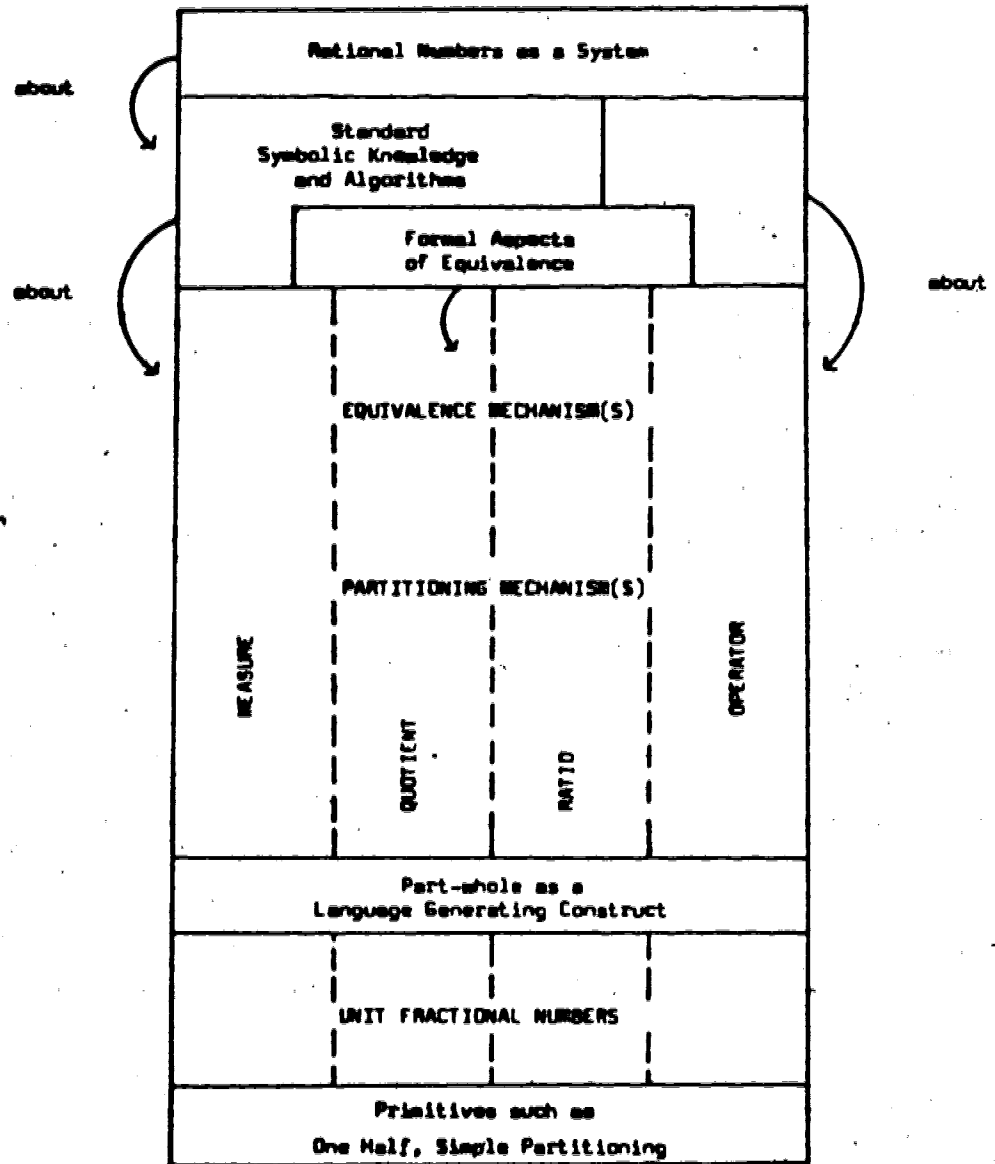 Rational Numbers as a System
about
Standard
Symbolic Knowledge
and Algorithms
Formal Aspects
of Equivalence
about
about
EQUIVALENCE MECHANISM(S)
PARTITIONING MECHANISM(S)
MEASURE
QUOTIENT
RATIO
OPERATOR
Part-whole as a
Language Generating Construct
UNIT FRACTIONAL NUMBERS
Primitives such as
One Half, Simple Partitioning